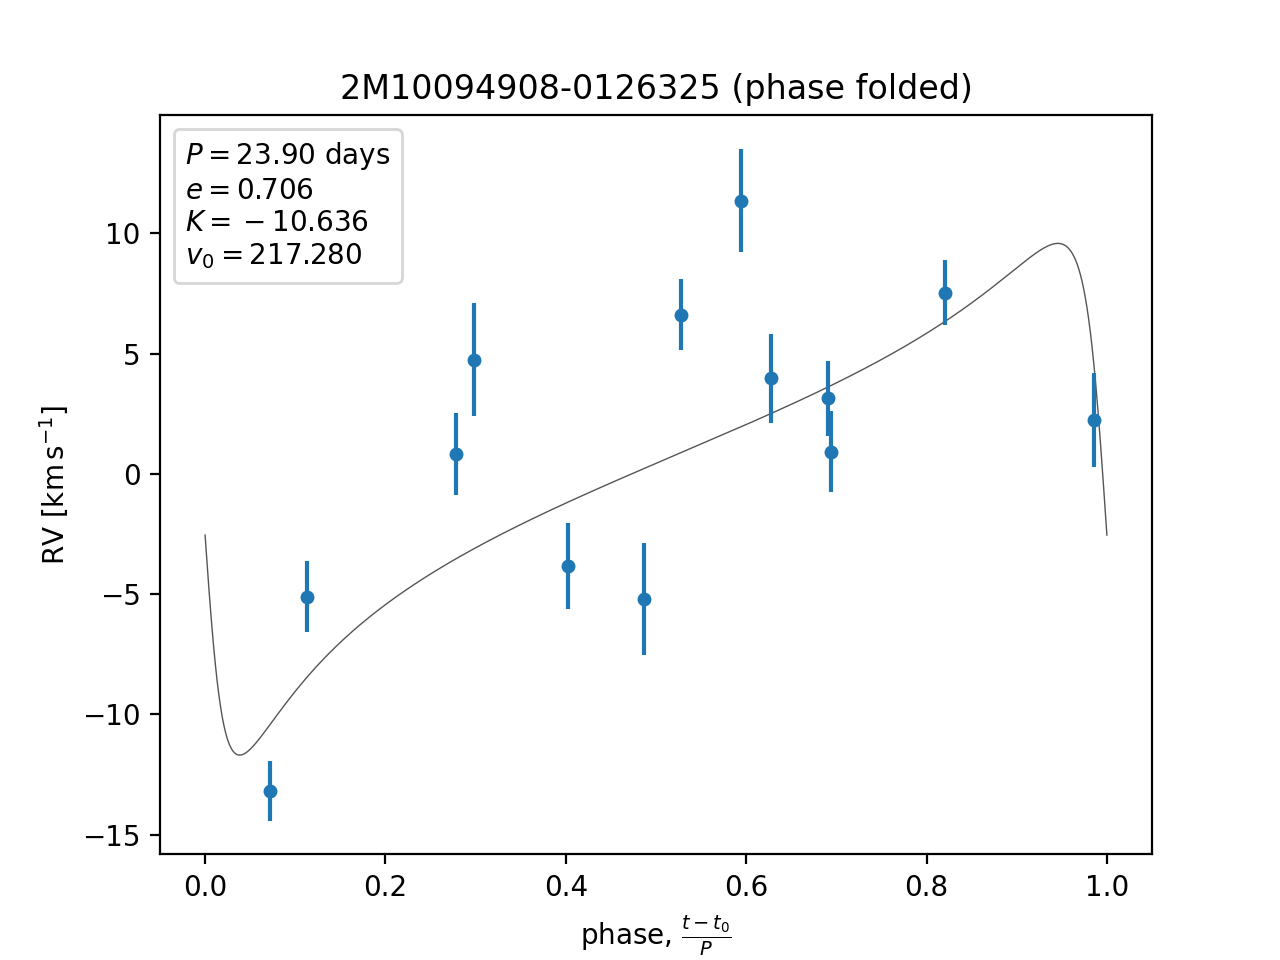 2M10094908-0126325 (phase folded)
P = 23.90 days
e = 0.706
K = −10.636
v₀ = 217.280
RV [km s⁻¹]
10
5
0
−5
−10
−15
0.0 0.2 0.4 0.6 0.8 1.0
phase, (t − t₀)/P